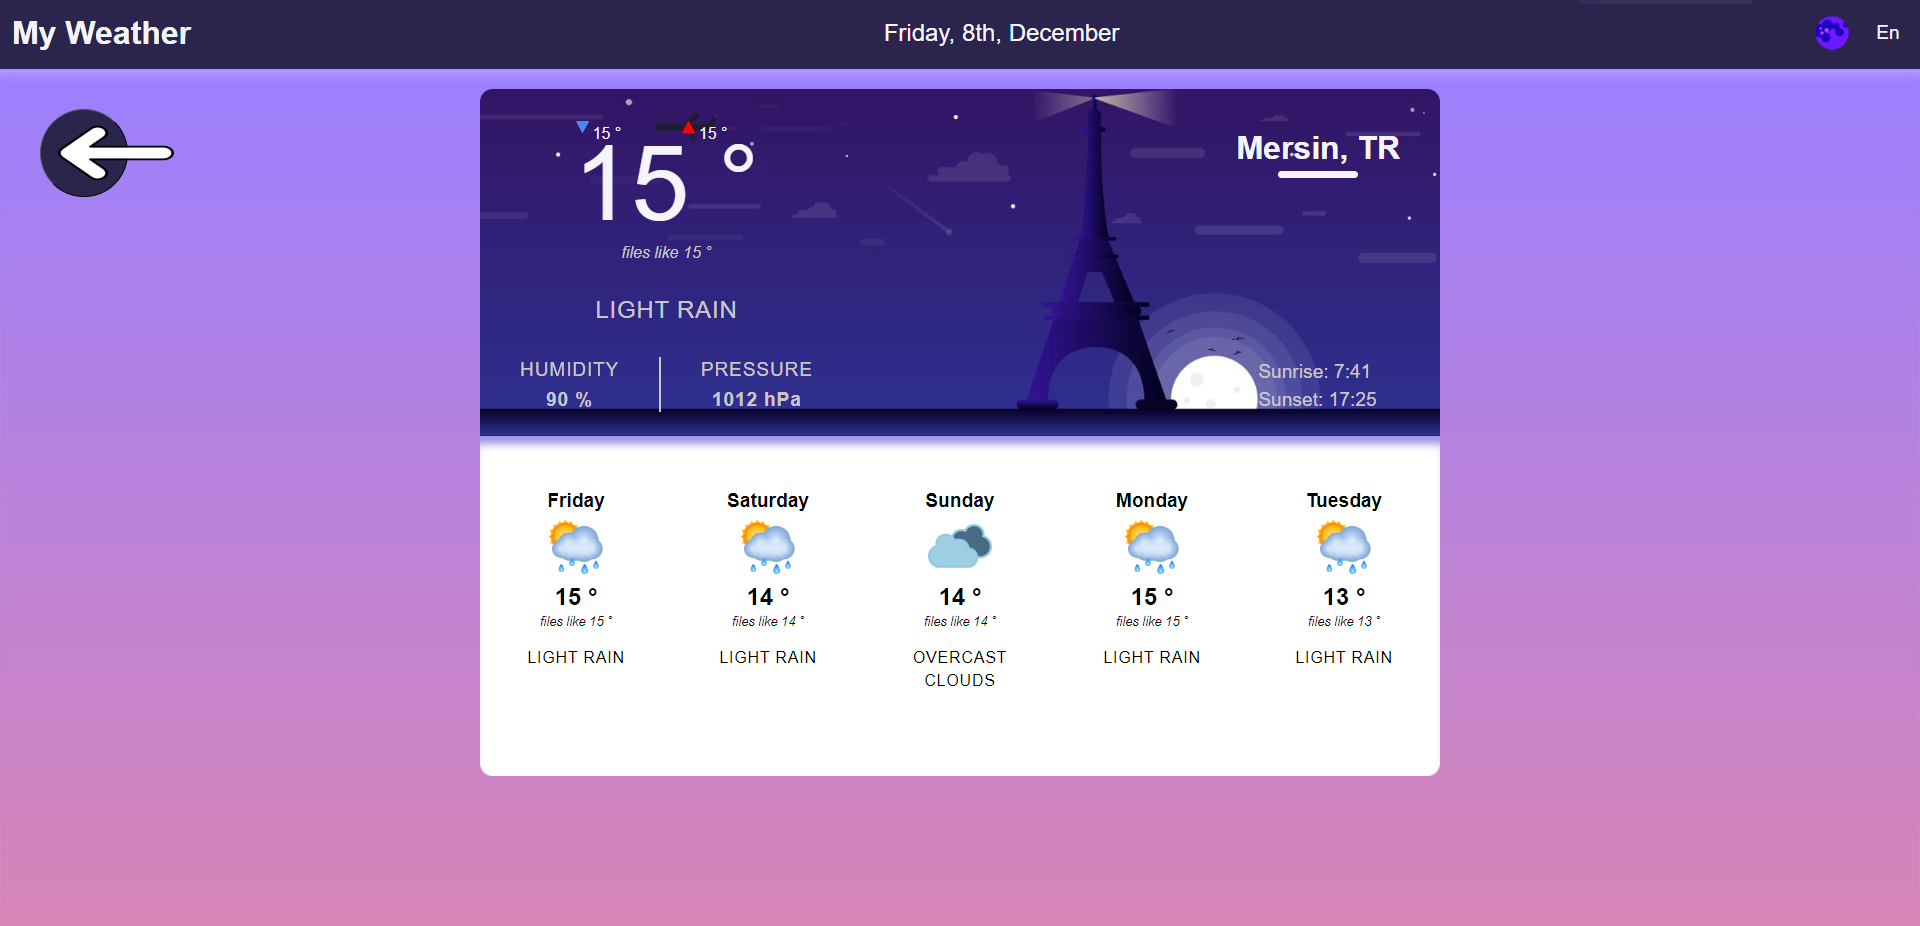 My Weather
Friday, 8th, December
En
15 °
15 °
15 °
files like 15 °
LIGHT RAIN
HUMIDITY
90 %
PRESSURE
1012 hPa
Mersin, TR
Sunrise: 7:41
Sunset: 17:25
Friday
15 °
files like 15 °
LIGHT RAIN
Saturday
14 °
files like 14 °
LIGHT RAIN
Sunday
14 °
files like 14 °
OVERCAST
CLOUDS
Monday
15 °
files like 15 °
LIGHT RAIN
Tuesday
13 °
files like 13 °
LIGHT RAIN